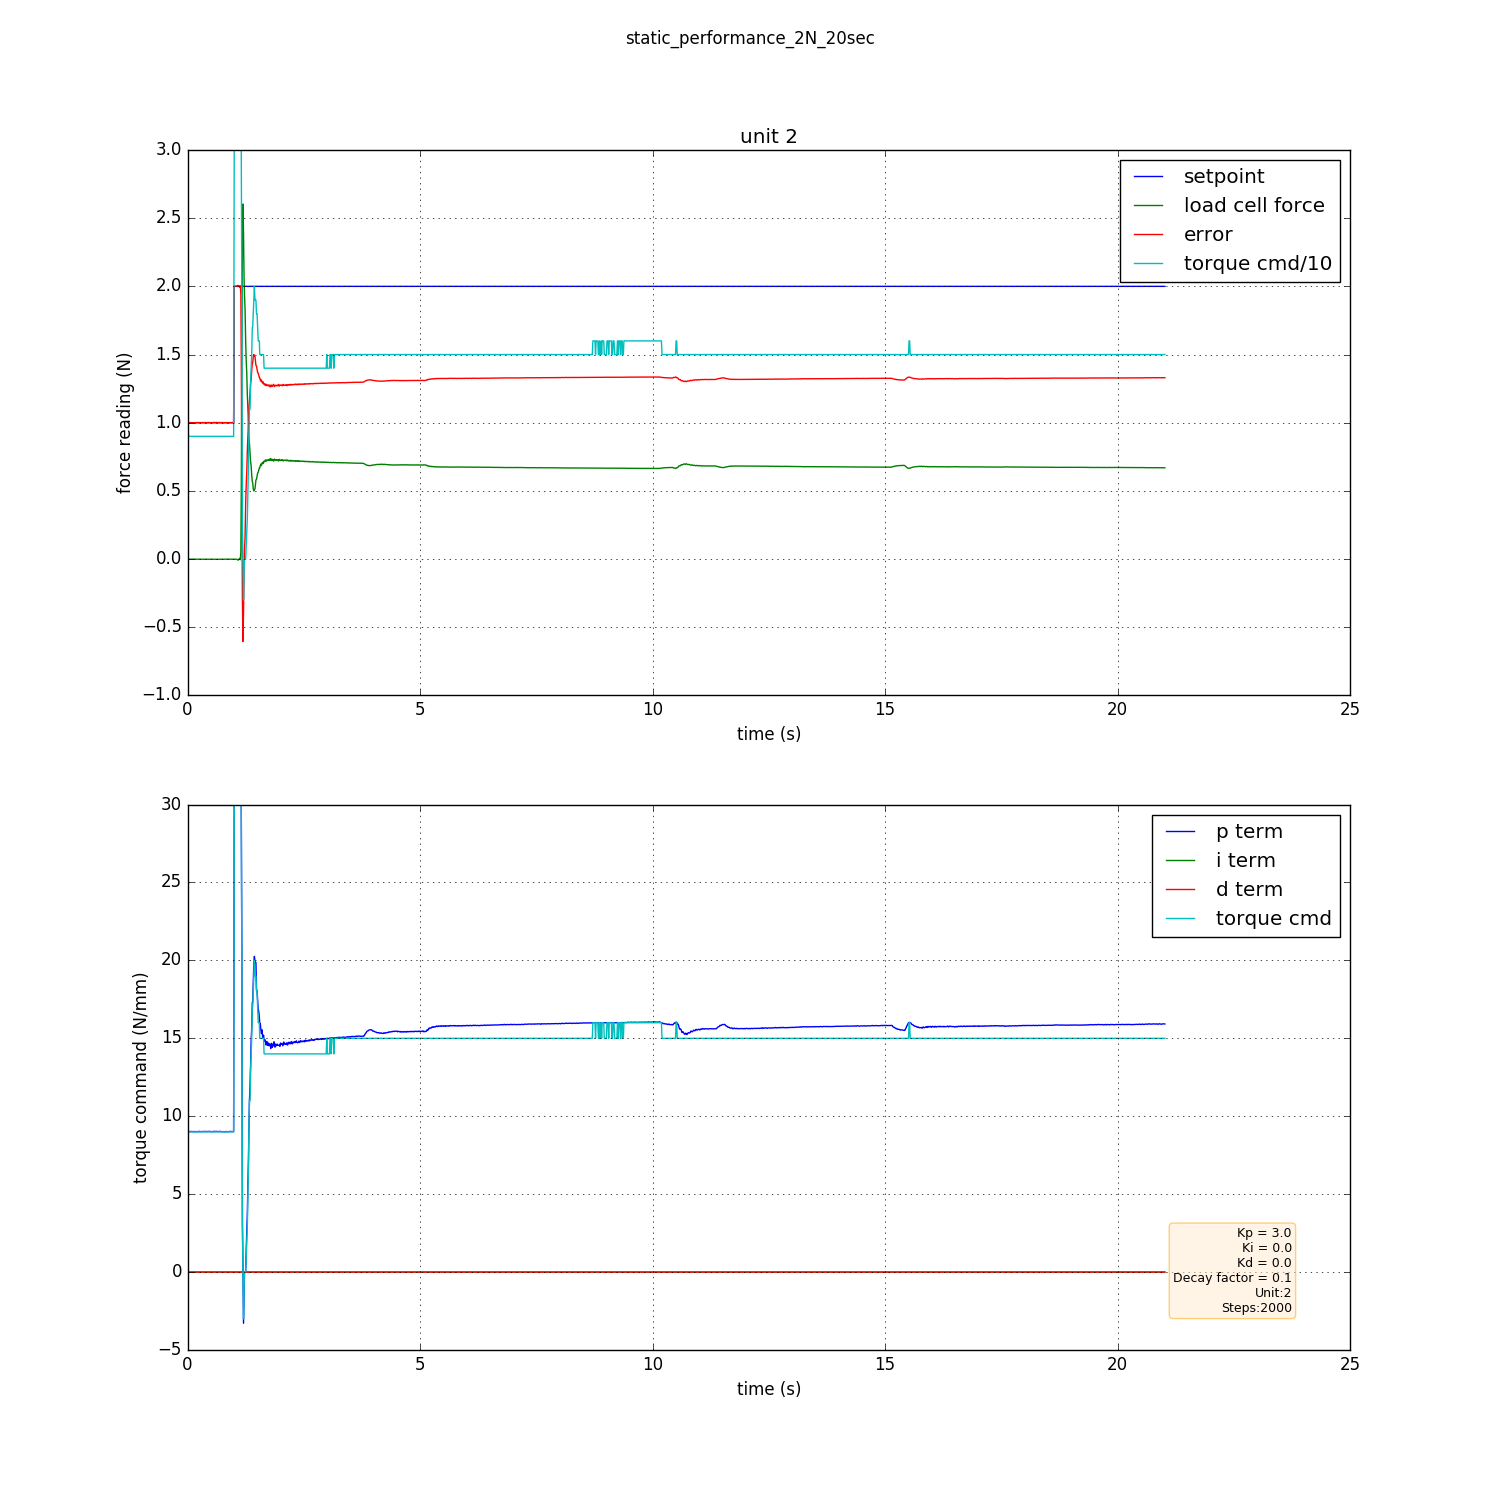 static_performance_2N_20sec
unit 2
3.0
2.5
2.0
1.5
1.0
0.5
0.0
−0.5
−1.0
force reading (N)
setpoint
load cell force
error
torque cmd/10
0 5 10 15 20 25
time (s)
30
25
20
15
10
5
0
−5
torque command (N/mm)
p term
i term
d term
torque cmd
Kp = 3.0
Ki = 0.0
Kd = 0.0
Decay factor = 0.1
Unit:2
Steps:2000
0 5 10 15 20 25
time (s)